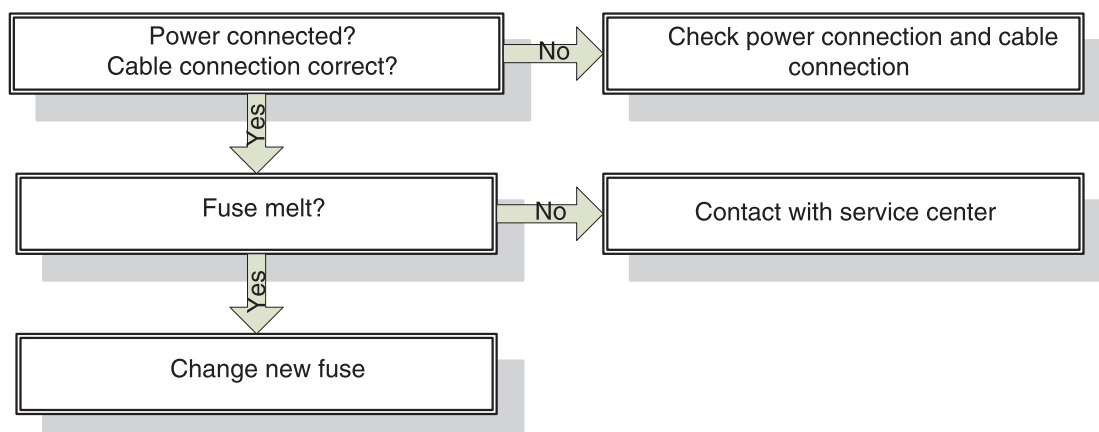 Power connected?
Cable connection correct?
No
Check power connection and cable
connection
Yes
Fuse melt?
No
Contact with service center
Yes
Change new fuse